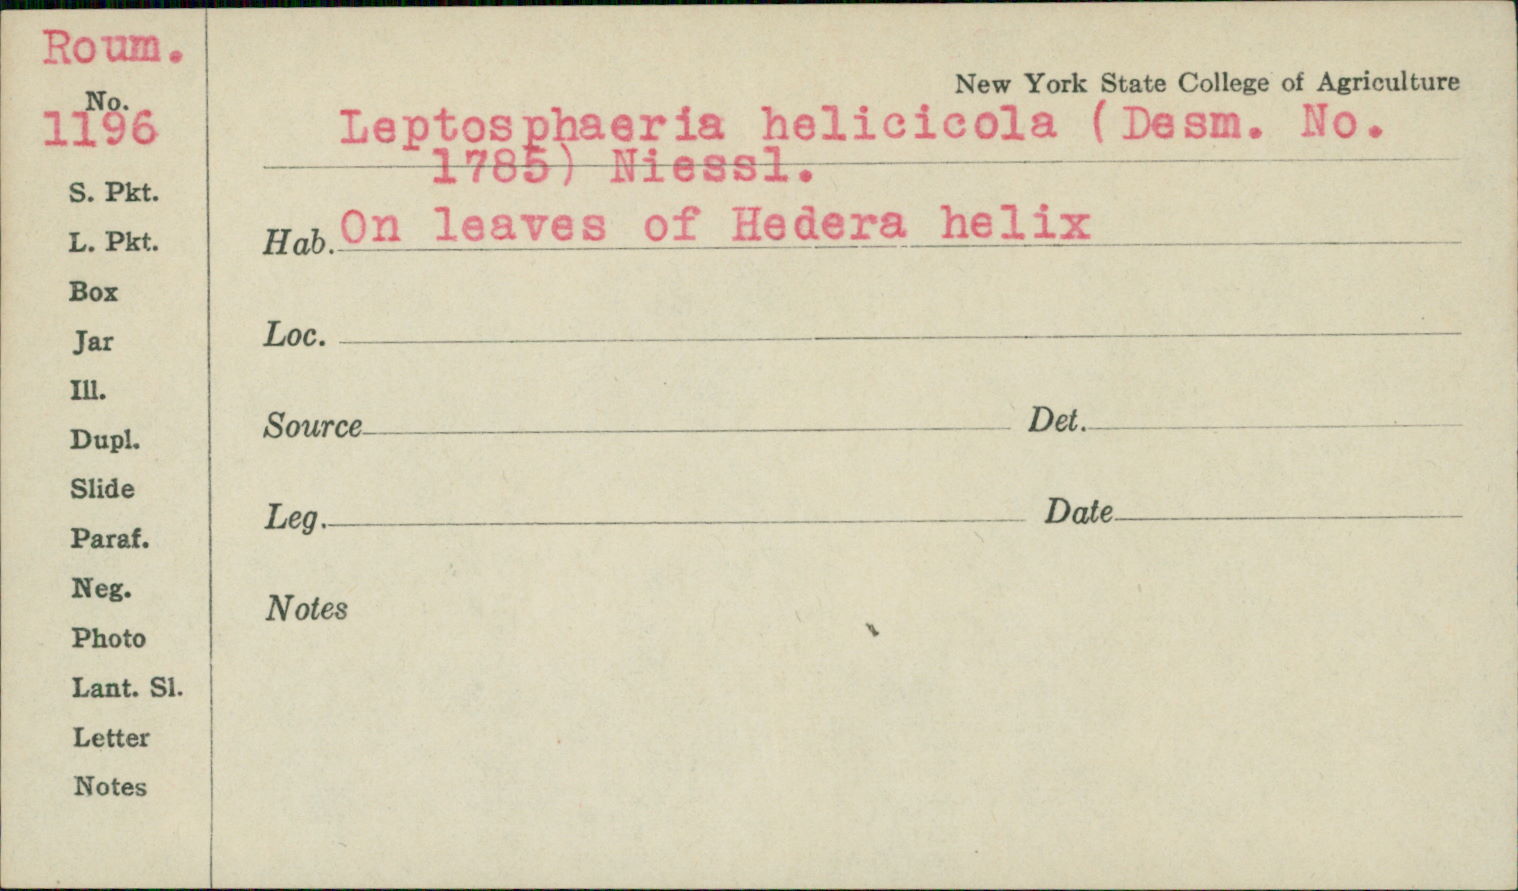 Roum.
No.
1196
S. Pkt.
L. Pkt.
Box
Jar
Ill.
Dupl.
Slide
Paraf.
Neg.
Photo
Lant. Sl.
Letter
Notes
New York State College of Agriculture
Leptosphaeria helicicola (Desm. No.
1785) Niessl.
Hab. On leaves of Hedera helix
Loc.
Source Det.
Leg. Date
Notes